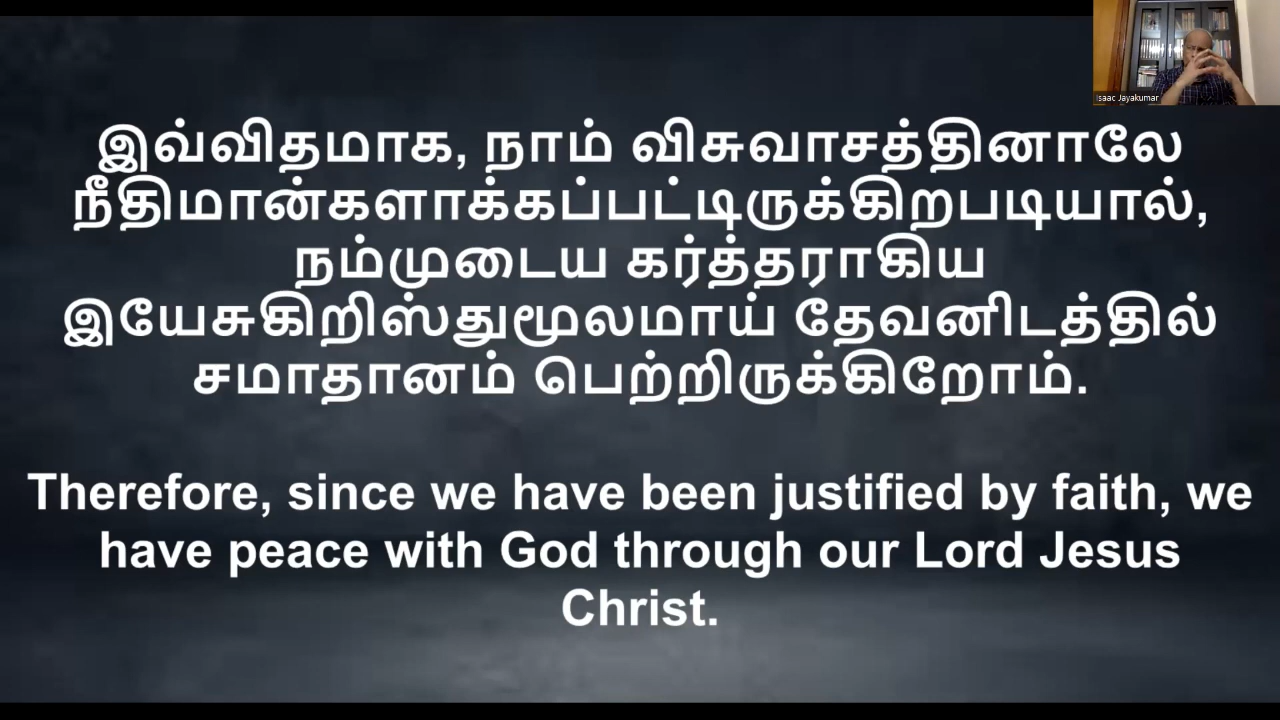 Isaac Jayakumar
இவ்விதமாக, நாம் விசுவாசத்தினாலே
நீதிமான்களாக்கப்பட்டிருக்கிறபடியால்,
நம்முடைய கர்த்தராகிய
இயேசுகிறிஸ்துமூலமாய் தேவனிடத்தில்
சமாதானம் பெற்றிருக்கிறோம்.
Therefore, since we have been justified by faith, we
have peace with God through our Lord Jesus
Christ.